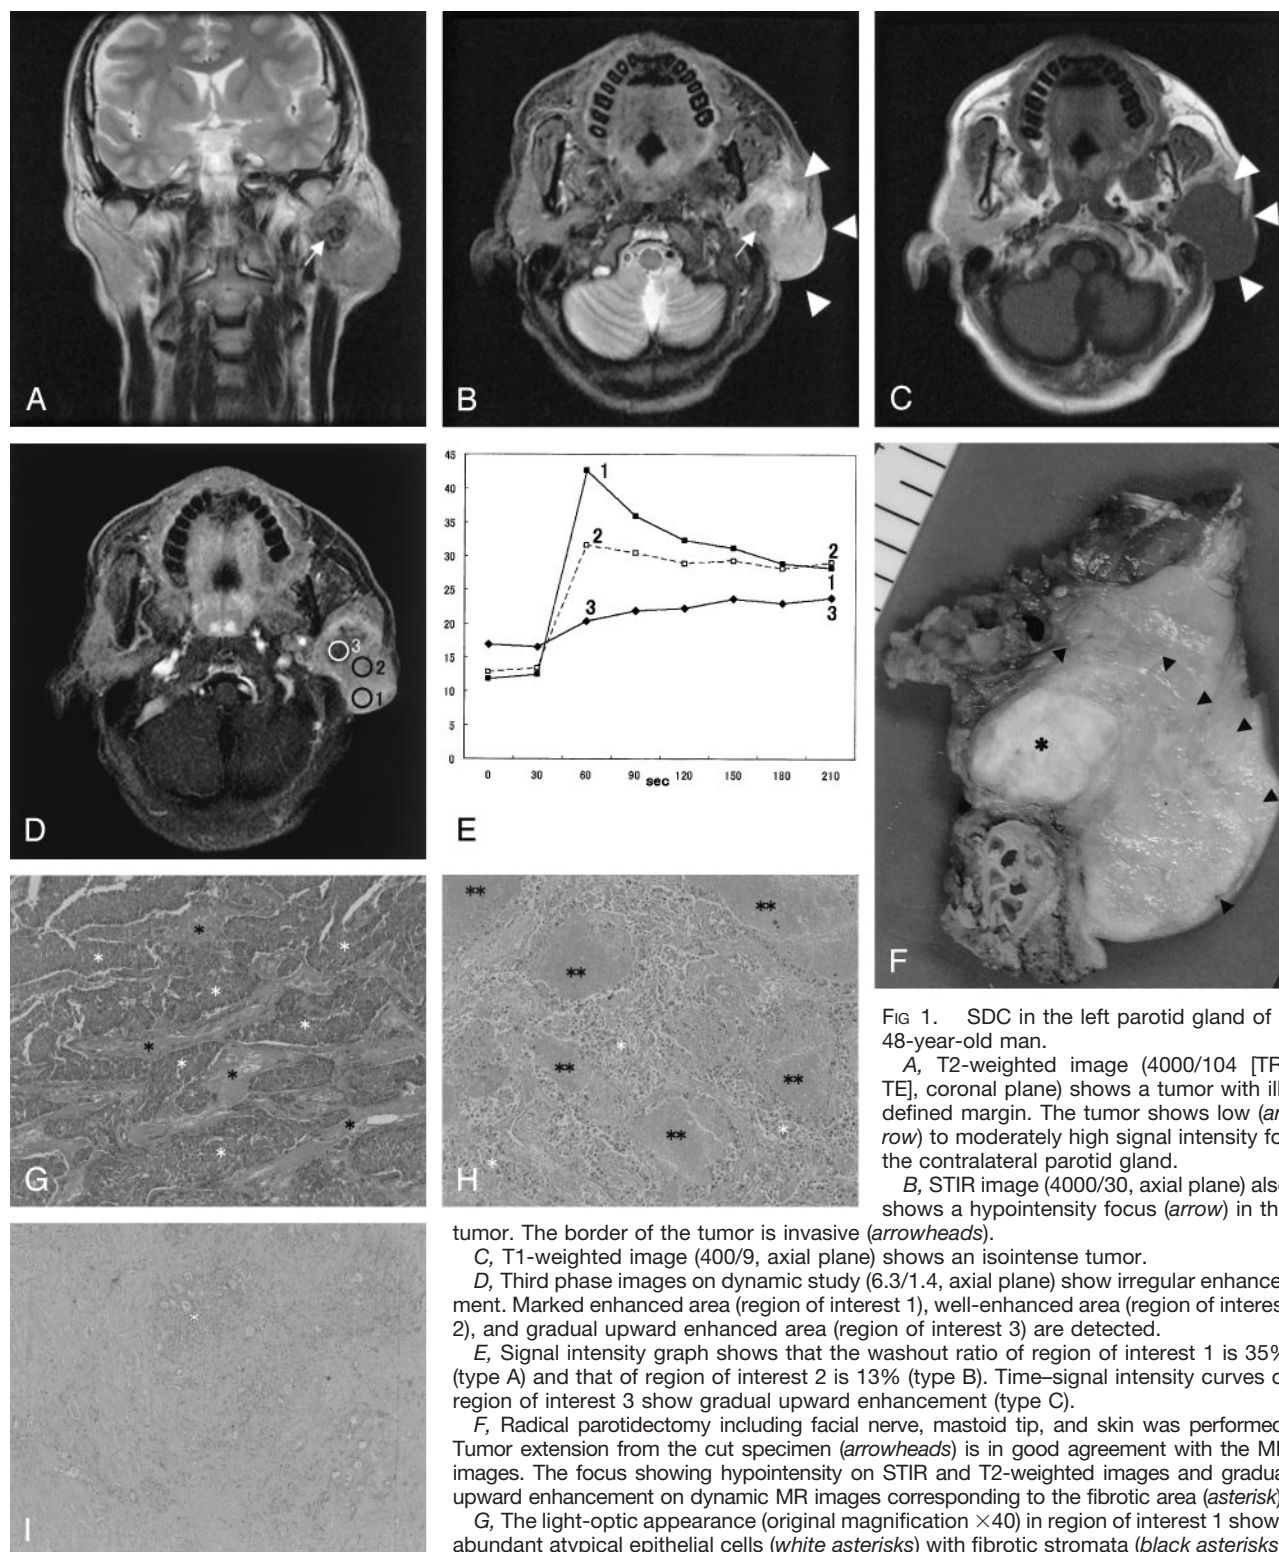 A
B
C
3
2
1
D
45
40
35
30
25
20
15
10
5
0
1
2
3
2
1
3
0 30 60 90 120 150 180 210
sec
E
*
F
* * * * * * * * * *
G
** ** ** ** ** ** * * *
H
*
I
FIG 1. SDC in the left parotid gland of
48-year-old man.
A, T2-weighted image (4000/104 [TR
TE], coronal plane) shows a tumor with ill
defined margin. The tumor shows low (ar
row) to moderately high signal intensity fo
the contralateral parotid gland.
B, STIR image (4000/30, axial plane) also
shows a hypointensity focus (arrow) in th
tumor. The border of the tumor is invasive (arrowheads).
C, T1-weighted image (400/9, axial plane) shows an isointense tumor.
D, Third phase images on dynamic study (6.3/1.4, axial plane) show irregular enhance-
ment. Marked enhanced area (region of interest 1), well-enhanced area (region of interes
2), and gradual upward enhanced area (region of interest 3) are detected.
E, Signal intensity graph shows that the washout ratio of region of interest 1 is 35%
(type A) and that of region of interest 2 is 13% (type B). Time–signal intensity curves o
region of interest 3 show gradual upward enhancement (type C).
F, Radical parotidectomy including facial nerve, mastoid tip, and skin was performed
Tumor extension from the cut specimen (arrowheads) is in good agreement with the M
images. The focus showing hypointensity on STIR and T2-weighted images and gradua
upward enhancement on dynamic MR images corresponding to the fibrotic area (asterisk)
G, The light-optic appearance (original magnification ×40) in region of interest 1 show
abundant atypical epithelial cells (white asterisks) with fibrotic stromata (black asterisks